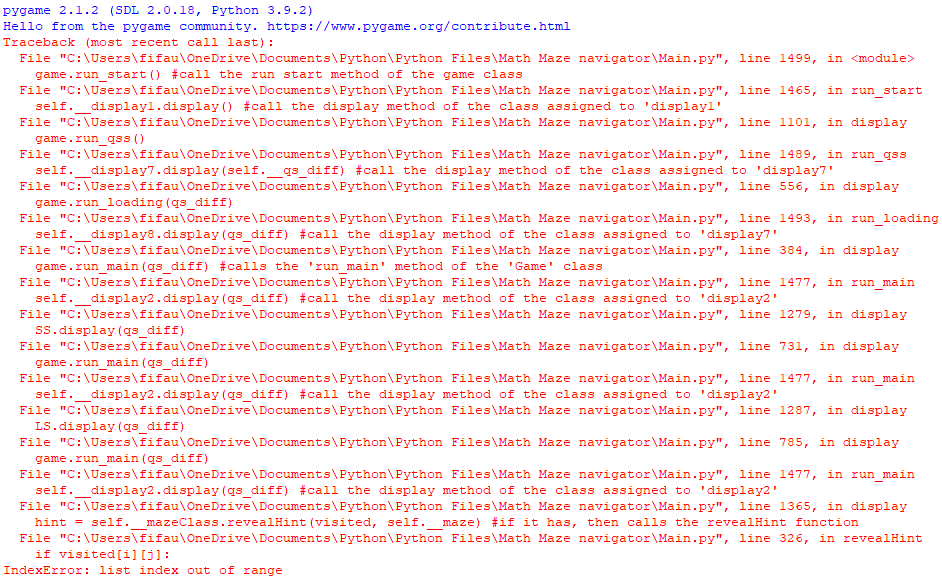 pygame 2.1.2 (SDL 2.0.18, Python 3.9.2)
Hello from the pygame community. https://www.pygame.org/contribute.html
Traceback (most recent call last):
  File "C:\Users\fifau\OneDrive\Documents\Python\Python Files\Math Maze navigator\Main.py", line 1499, in <module>
    game.run_start() #call the run start method of the game class
  File "C:\Users\fifau\OneDrive\Documents\Python\Python Files\Math Maze navigator\Main.py", line 1465, in run_start
    self.__display1.display() #call the display method of the class assigned to 'display1'
  File "C:\Users\fifau\OneDrive\Documents\Python\Python Files\Math Maze navigator\Main.py", line 1101, in display
    game.run_qss()
  File "C:\Users\fifau\OneDrive\Documents\Python\Python Files\Math Maze navigator\Main.py", line 1489, in run_qss
    self.__display7.display(self.__qs_diff) #call the display method of the class assigned to 'display7'
  File "C:\Users\fifau\OneDrive\Documents\Python\Python Files\Math Maze navigator\Main.py", line 556, in display
    game.run_loading(qs_diff)
  File "C:\Users\fifau\OneDrive\Documents\Python\Python Files\Math Maze navigator\Main.py", line 1493, in run_loading
    self.__display8.display(qs_diff) #call the display method of the class assigned to 'display7'
  File "C:\Users\fifau\OneDrive\Documents\Python\Python Files\Math Maze navigator\Main.py", line 384, in display
    game.run_main(qs_diff) #calls the 'run_main' method of the 'Game' class
  File "C:\Users\fifau\OneDrive\Documents\Python\Python Files\Math Maze navigator\Main.py", line 1477, in run_main
    self.__display2.display(qs_diff) #call the display method of the class assigned to 'display2'
  File "C:\Users\fifau\OneDrive\Documents\Python\Python Files\Math Maze navigator\Main.py", line 1279, in display
    SS.display(qs_diff)
  File "C:\Users\fifau\OneDrive\Documents\Python\Python Files\Math Maze navigator\Main.py", line 731, in display
    game.run_main(qs_diff)
  File "C:\Users\fifau\OneDrive\Documents\Python\Python Files\Math Maze navigator\Main.py", line 1477, in run_main
    self.__display2.display(qs_diff) #call the display method of the class assigned to 'display2'
  File "C:\Users\fifau\OneDrive\Documents\Python\Python Files\Math Maze navigator\Main.py", line 1287, in display
    LS.display(qs_diff)
  File "C:\Users\fifau\OneDrive\Documents\Python\Python Files\Math Maze navigator\Main.py", line 785, in display
    game.run_main(qs_diff)
  File "C:\Users\fifau\OneDrive\Documents\Python\Python Files\Math Maze navigator\Main.py", line 1477, in run_main
    self.__display2.display(qs_diff) #call the display method of the class assigned to 'display2'
  File "C:\Users\fifau\OneDrive\Documents\Python\Python Files\Math Maze navigator\Main.py", line 1365, in display
    hint = self.__mazeClass.revealHint(visited, self.__maze) #if it has, then calls the revealHint function
  File "C:\Users\fifau\OneDrive\Documents\Python\Python Files\Math Maze navigator\Main.py", line 326, in revealHint
    if visited[i][j]:
IndexError: list index out of range